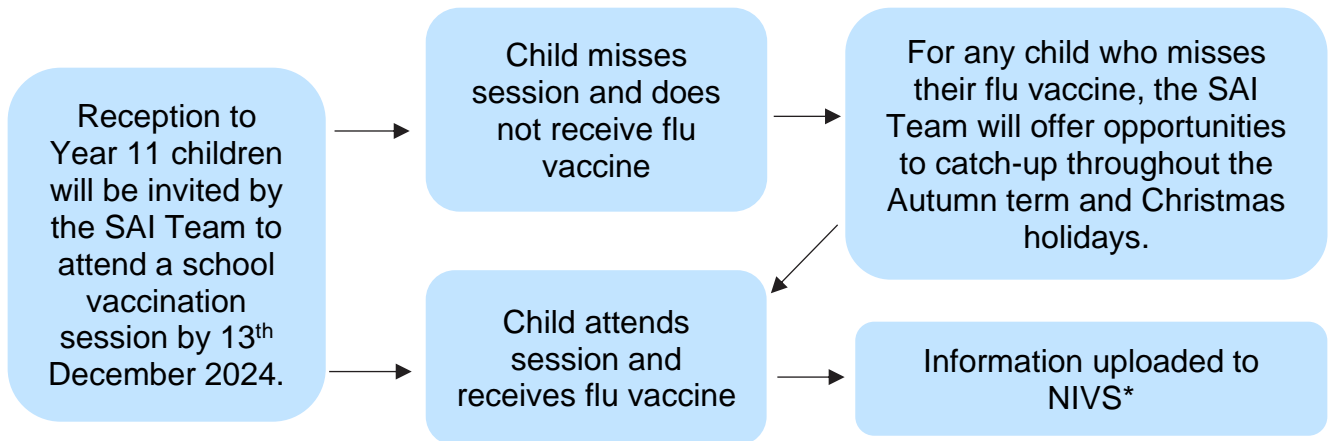 Reception to
Year 11 children
will be invited by
the SAI Team to
attend a school
vaccination
session by 13th
December 2024.
Child misses
session and does
not receive flu
vaccine
For any child who misses
their flu vaccine, the SAI
Team will offer opportunities
to catch-up throughout the
Autumn term and Christmas
holidays.
Child attends
session and
receives flu vaccine
Information uploaded to
NIVS*